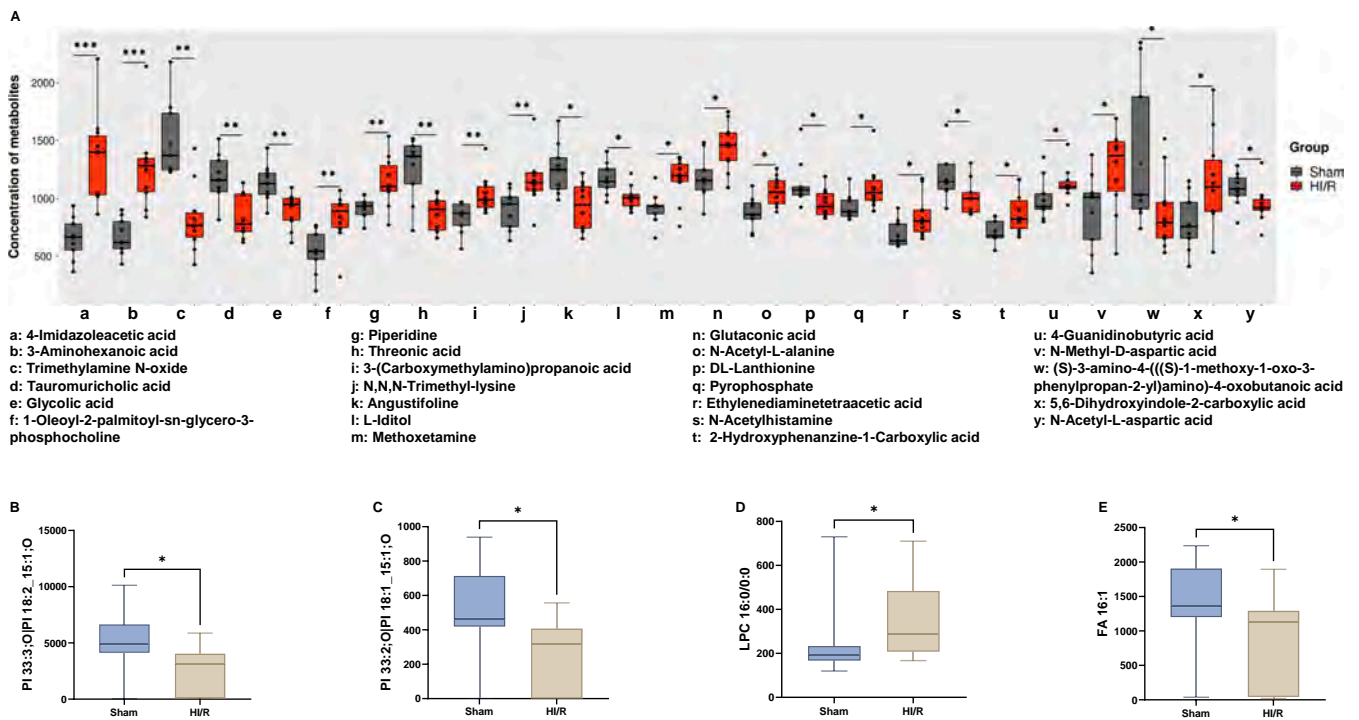 A
*** *** ** ** ** ** ** ** ** ** * * * * * * * * * * * * * * *
Concentration of metabolites
2000
1500
1000
500
a b c d e f g h i j k l m n o p q r s t u v w x y
Group
Sham
HI/R
a: 4-Imidazoleacetic acid
b: 3-Aminohexanoic acid
c: Trimethylamine N-oxide
d: Tauromuricholic acid
e: Glycolic acid
f: 1-Oleoyl-2-palmitoyl-sn-glycero-3-
phosphocholine
g: Piperidine
h: Threonic acid
i: 3-(Carboxymethylamino)propanoic acid
j: N,N,N-Trimethyl-lysine
k: Angustifoline
l: L-Iditol
m: Methoxetamine
n: Glutaconic acid
o: N-Acetyl-L-alanine
p: DL-Lanthionine
q: Pyrophosphate
r: Ethylenediaminetetraacetic acid
s: N-Acetylhistamine
t: 2-Hydroxyphenanzine-1-Carboxylic acid
u: 4-Guanidinobutyric acid
v: N-Methyl-D-aspartic acid
w: (S)-3-amino-4-(((S)-1-methoxy-1-oxo-3-
phenylpropan-2-yl)amino)-4-oxobutanoic acid
x: 5,6-Dihydroxyindole-2-carboxylic acid
y: N-Acetyl-L-aspartic acid
B
PI 33:3;O|PI 18:2_15:1;O
15000
10000
5000
0
*
Sham HI/R
C
PI 33:2;O|PI 18:1_15:1;O
1000
800
600
400
200
0
*
Sham HI/R
D
LPC 16:0/0:0
800
600
400
200
0
*
Sham HI/R
E
FA 16:1
2500
2000
1500
1000
500
0
*
Sham HI/R